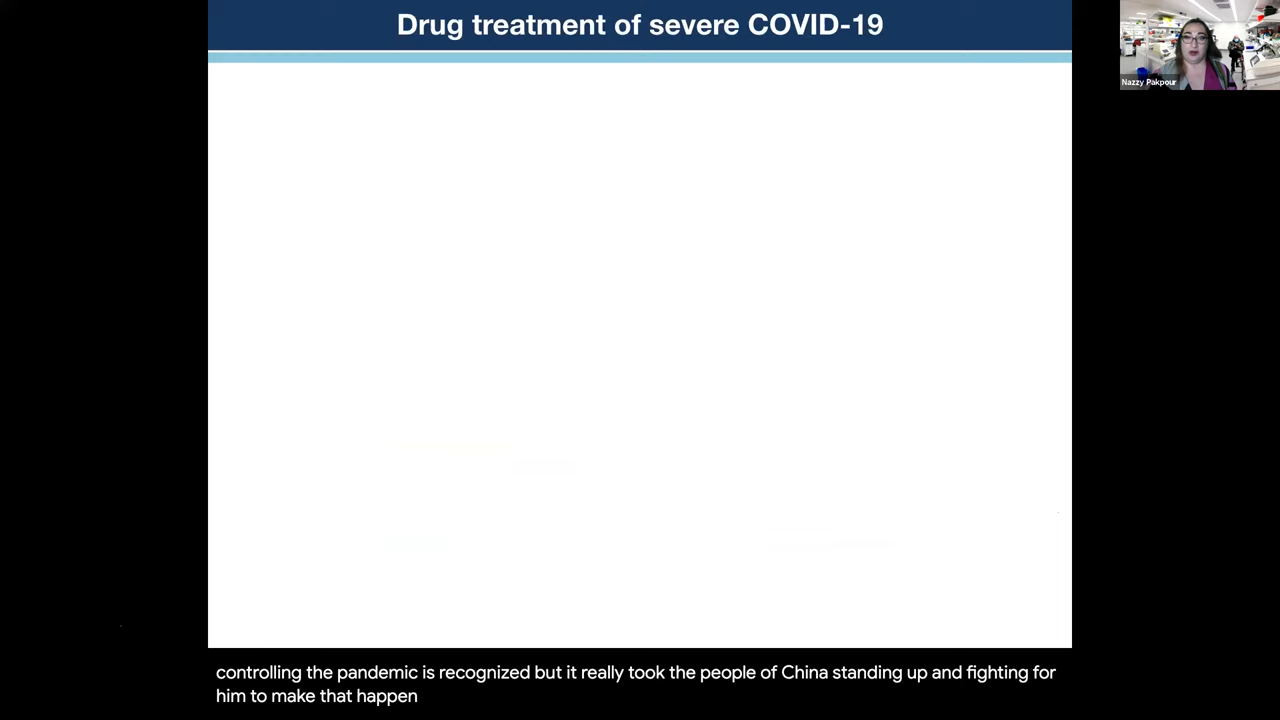 Drug treatment of severe COVID-19
Nazzy Pakpour
controlling the pandemic is recognized but it really took the people of China standing up and fighting for
him to make that happen